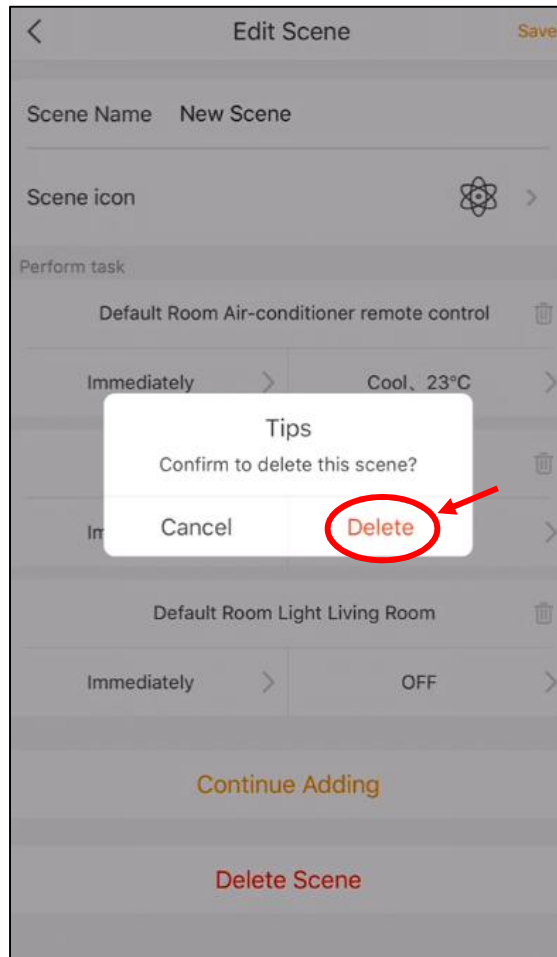 Edit Scene Save
Scene Name New Scene
Scene icon
Perform task
Default Room Air-conditioner remote control
Immediately Cool、23°C
Tips
Confirm to delete this scene?
Im
Cancel Delete
Default Room Light Living Room
Immediately OFF
Continue Adding
Delete Scene